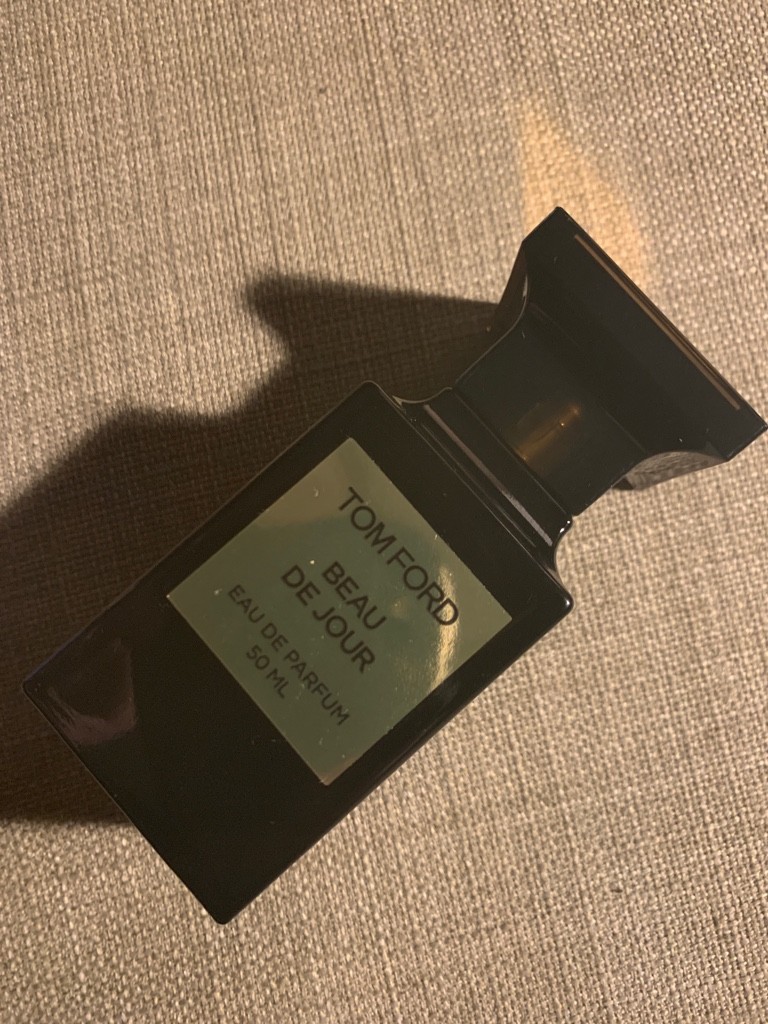 TOM FORD
BEAU
DE JOUR
EAU DE PARFUM
50 ML